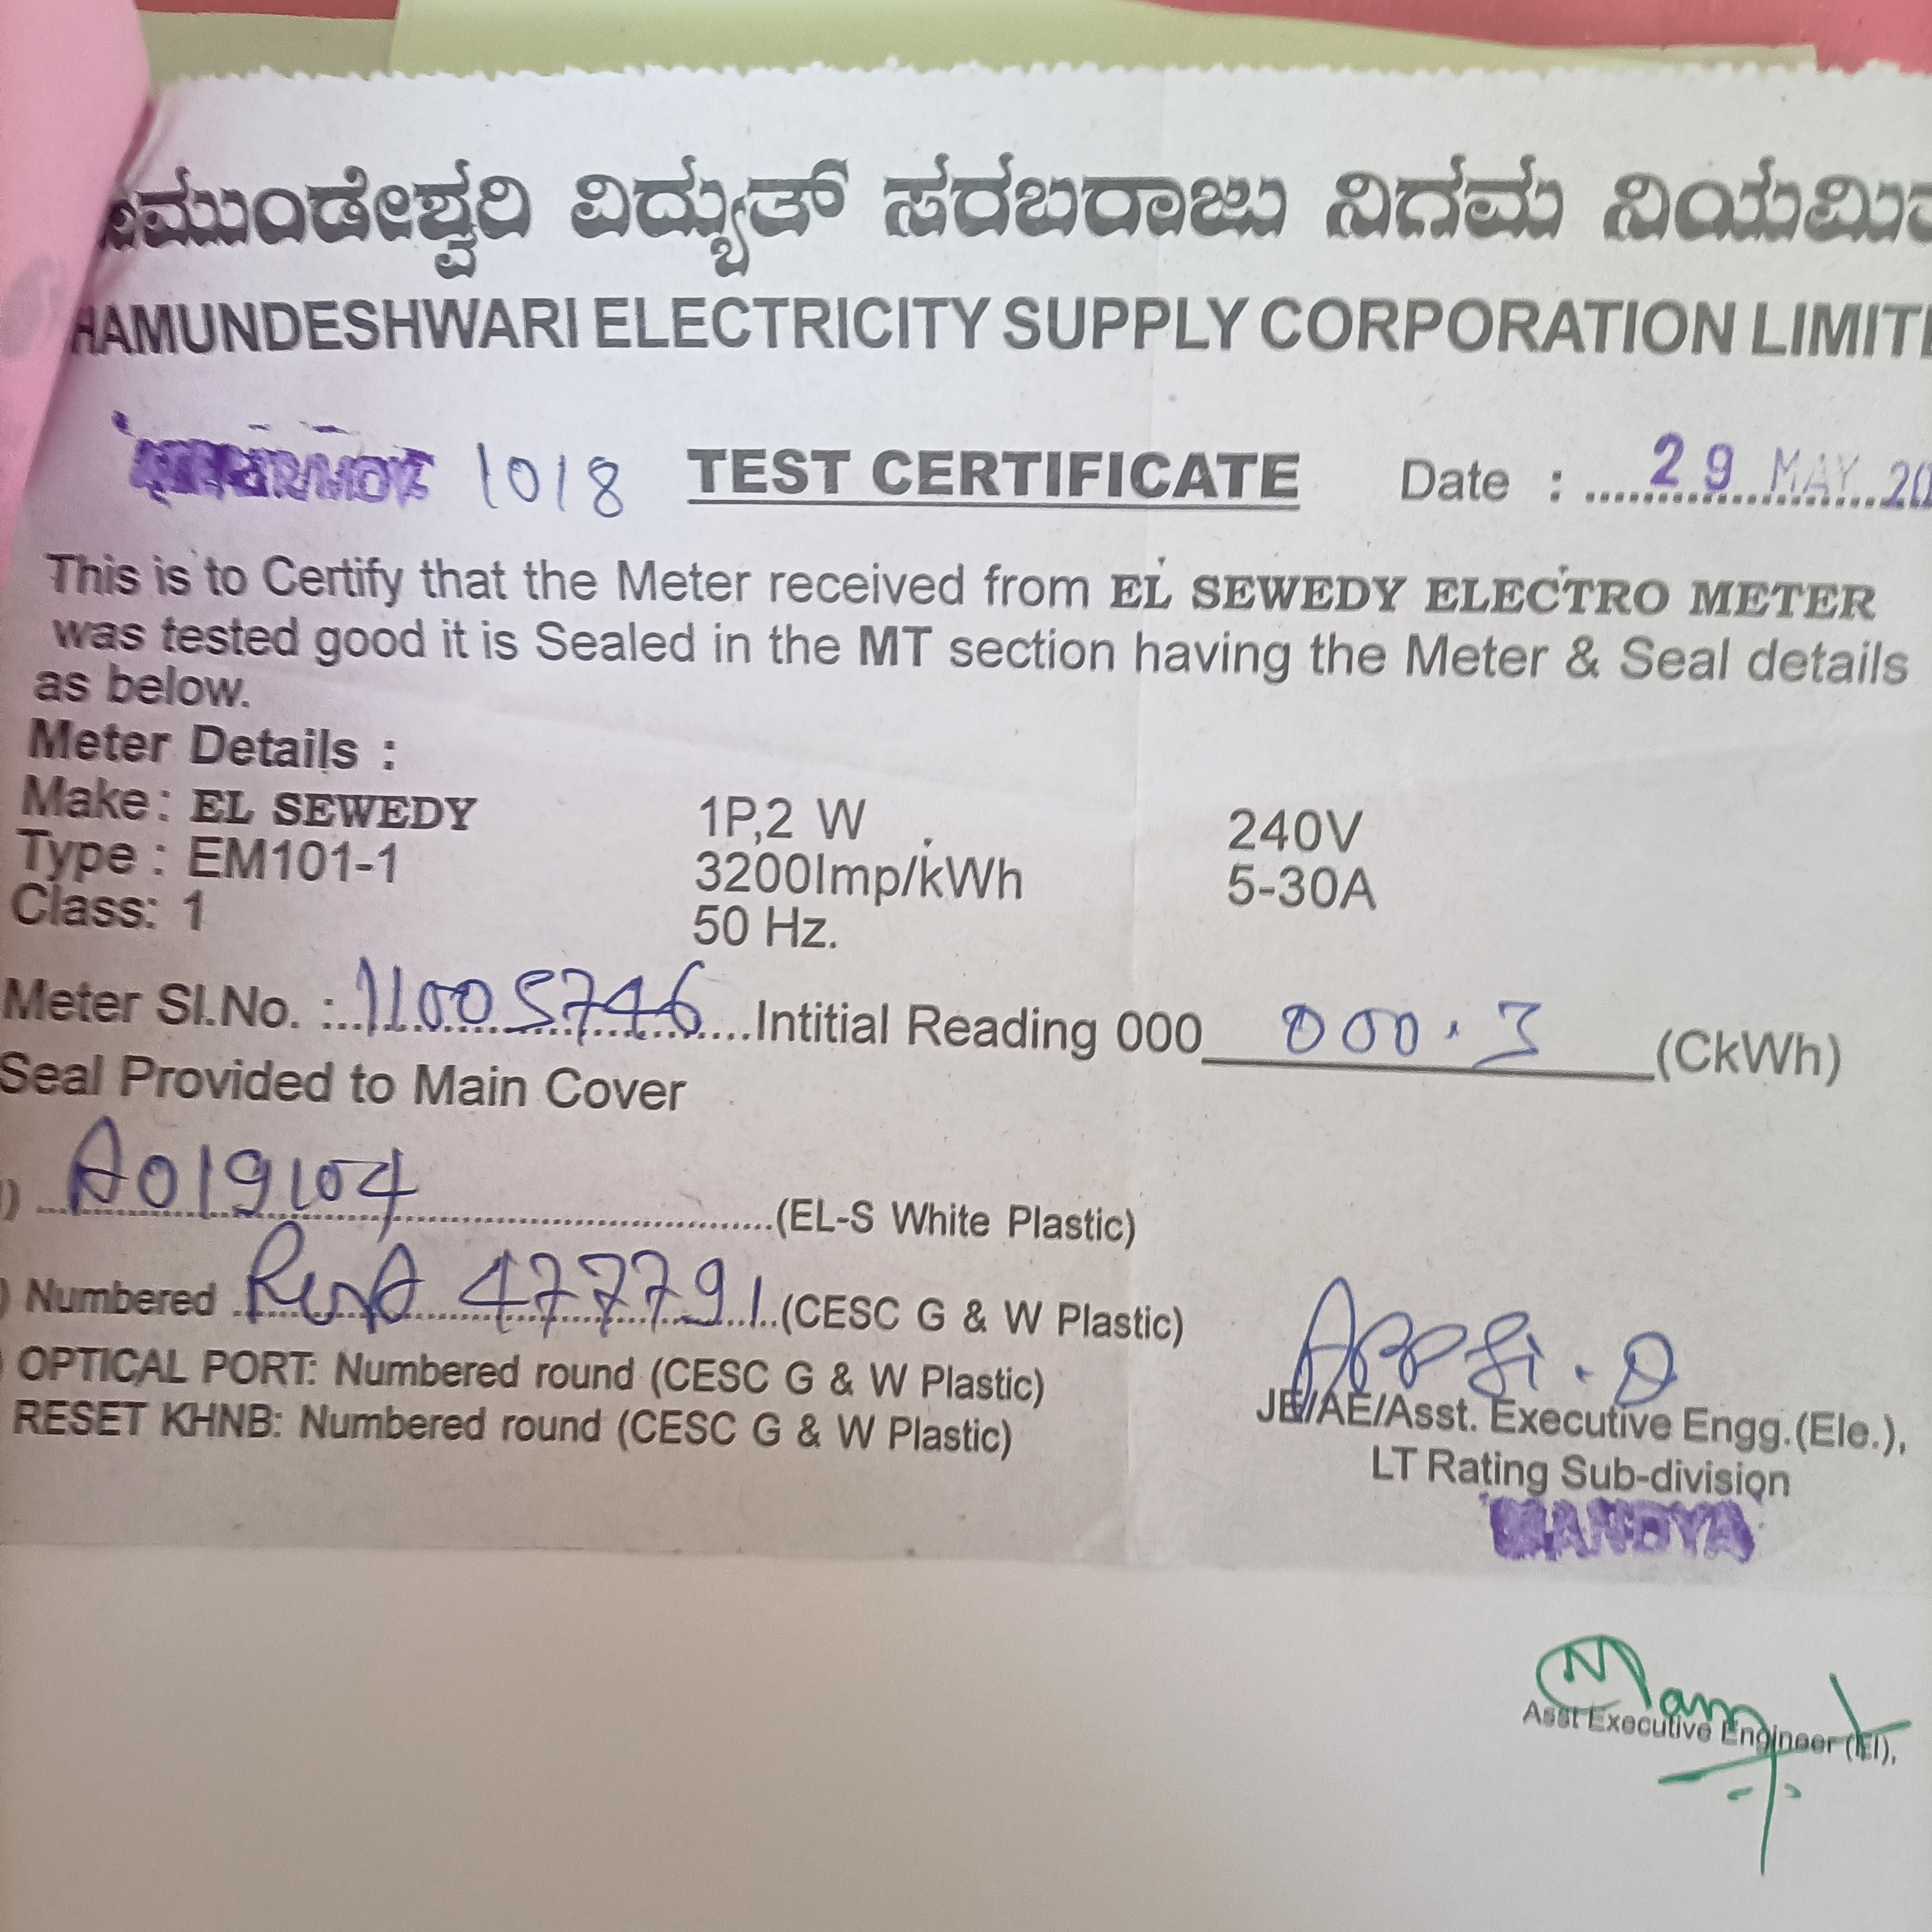 ಚಾಮುಂಡೇಶ್ವರಿ ವಿದ್ಯುತ್ ಸರಬರಾಜು ನಿಗಮ ನಿಯಮಿತ
HAMUNDESHWARI ELECTRICITY SUPPLY CORPORATION LIMITE
1018 TEST CERTIFICATE Date : 29 MAY 20
This is to Certify that the Meter received from EL SEWEDY ELECTRO METER
was tested good it is Sealed in the MT section having the Meter & Seal details
as below.
Meter Details :
Make: EL SEWEDY 1P,2 W 240V
Type : EM101-1 3200Imp/kWh 5-30A
Class: 1 50 Hz.
Meter Sl.No. : 11005746 Intitial Reading 000 000.3 (CkWh)
Seal Provided to Main Cover
) A019104 (EL-S White Plastic)
) Numbered 477791 (CESC G & W Plastic)
OPTICAL PORT: Numbered round (CESC G & W Plastic)
RESET KHNB: Numbered round (CESC G & W Plastic)
JE/AE/Asst. Executive Engg.(Ele.),
LT Rating Sub-division
MANDYA
Asst Executive Engineer (El),